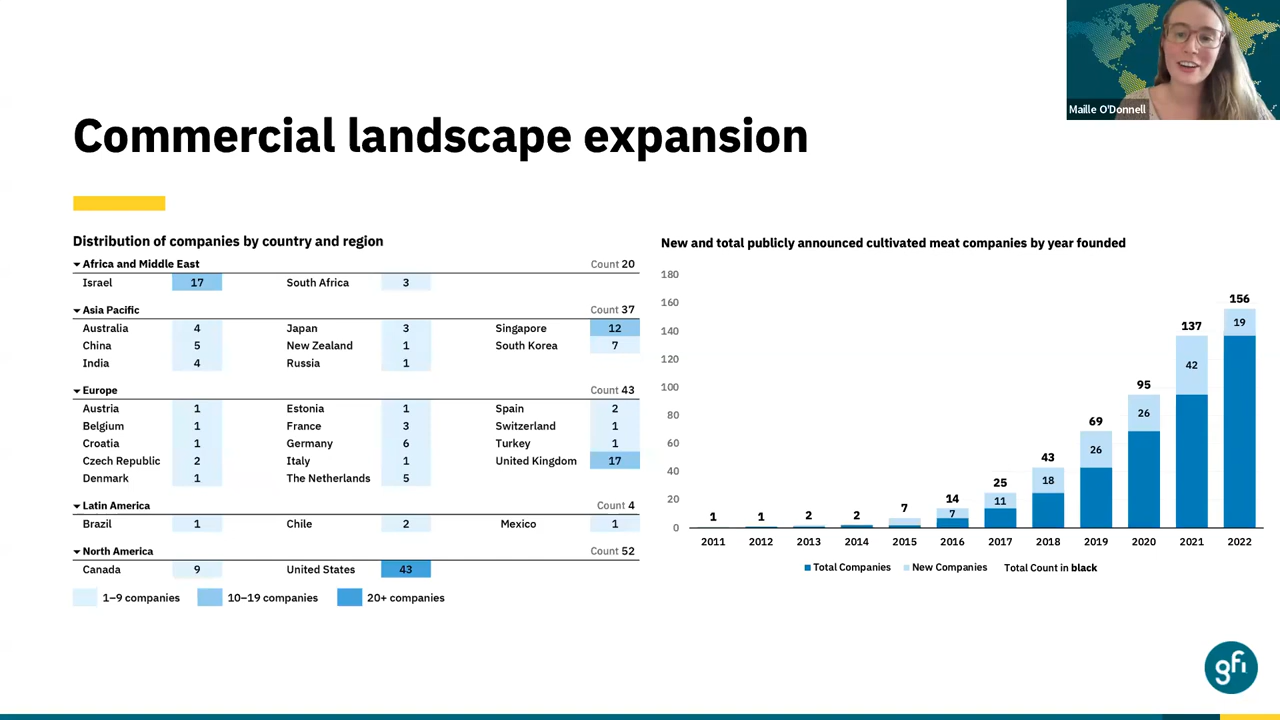 Maille O'Donnell
Commercial landscape expansion
Distribution of companies by country and region
Africa and Middle East Count 20
Israel 17 South Africa 3
Asia Pacific Count 37
Australia 4 Japan 3 Singapore 12
China 5 New Zealand 1 South Korea 7
India 4 Russia 1
Europe Count 43
Austria 1 Estonia 1 Spain 2
Belgium 1 France 3 Switzerland 1
Croatia 1 Germany 6 Turkey 1
Czech Republic 2 Italy 1 United Kingdom 17
Denmark 1 The Netherlands 5
Latin America Count 4
Brazil 1 Chile 2 Mexico 1
North America Count 52
Canada 9 United States 43
1–9 companies 10–19 companies 20+ companies
New and total publicly announced cultivated meat companies by year founded
180
160
140
120
100
80
60
40
20
0
1 1 2 2 7 14 25 43 69 95 137 156
7 11 18 26 26 42 19
2011 2012 2013 2014 2015 2016 2017 2018 2019 2020 2021 2022
Total Companies New Companies Total Count in black
gfi